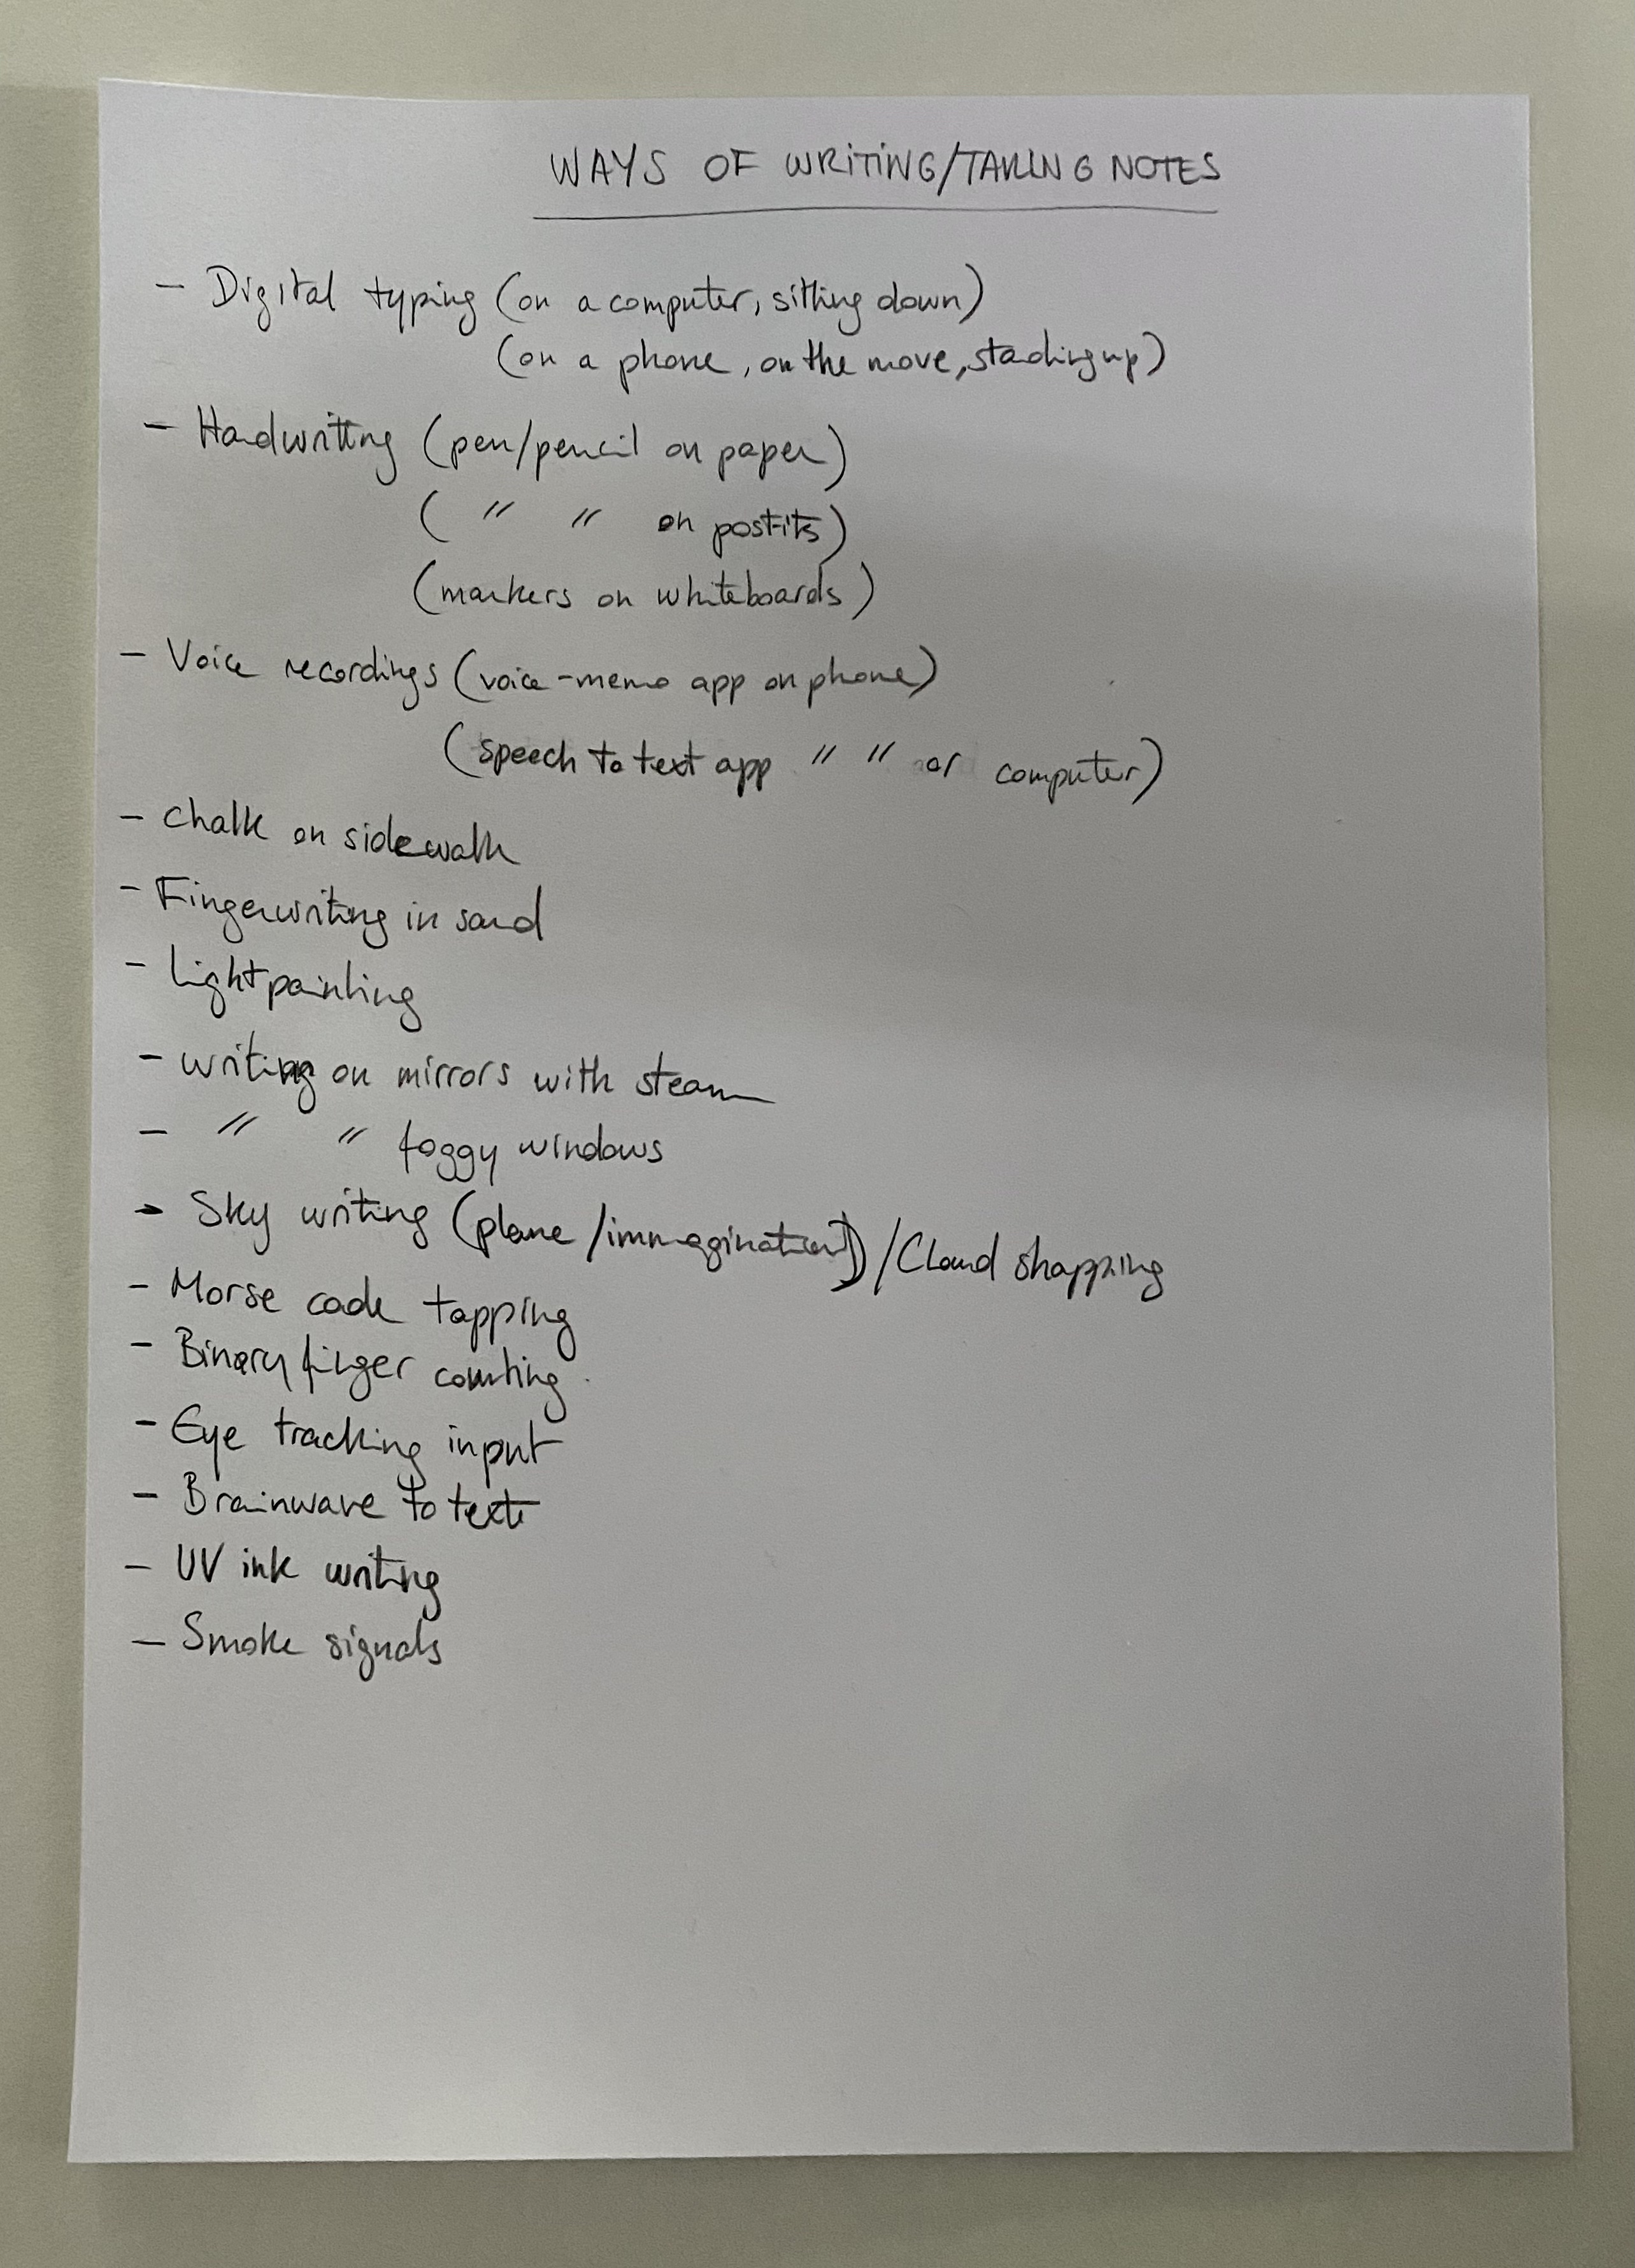 WAYS OF WRITING/TAKING NOTES
- Digital typing (on a computer, sitting down)
(on a phone, on the move, standing up)
- Handwriting (pen/pencil on paper)
( " " on post-its)
(markers on whiteboards)
- Voice recordings (voice-memo app on phone)
(speech to text app " " or computer)
- Chalk on sidewalk
- Fingerwriting in sand
- Lightpainting
- Writing on mirrors with steam
- " " foggy windows
- Sky writing (plane/immagination)/Cloud shapping
- Morse code tapping
- Binary finger counting
- Eye tracking input
- Brainwave to text
- UV ink writing
- Smoke signals